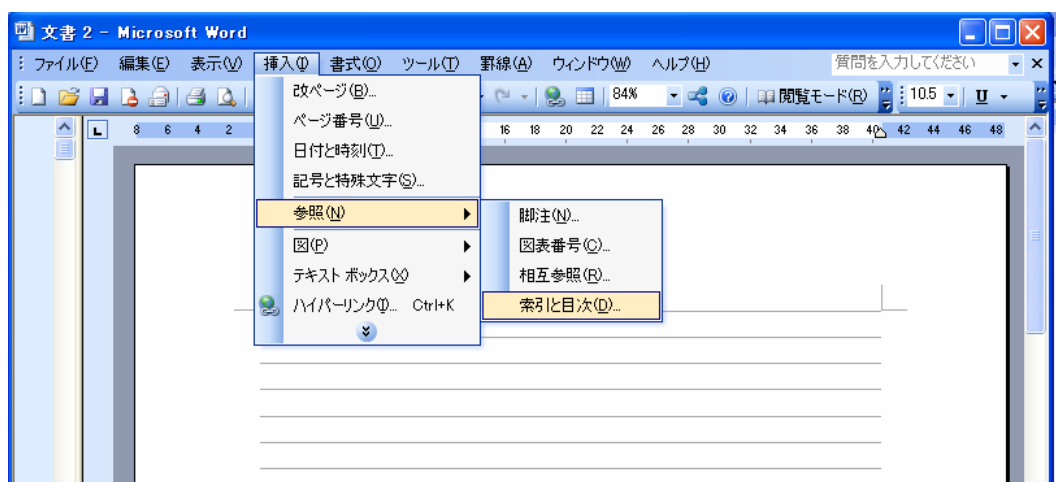 文書 2 - Microsoft Word
ファイル(F) 編集(E) 表示(V) 挿入(I) 書式(O) ツール(T) 罫線(A) ウィンドウ(W) ヘルプ(H) 質問を入力してください
84% 閲覧モード(R) 10.5 U
L 8 6 4 2 16 18 20 22 24 26 28 30 32 34 36 38 40 42 44 46 48
改ページ(B)...
ページ番号(U)...
日付と時刻(T)...
記号と特殊文字(S)...
参照(N)
図(P)
テキスト ボックス(X)
ハイパーリンク(I)... Ctrl+K
脚注(N)...
図表番号(C)...
相互参照(R)...
索引と目次(D)...